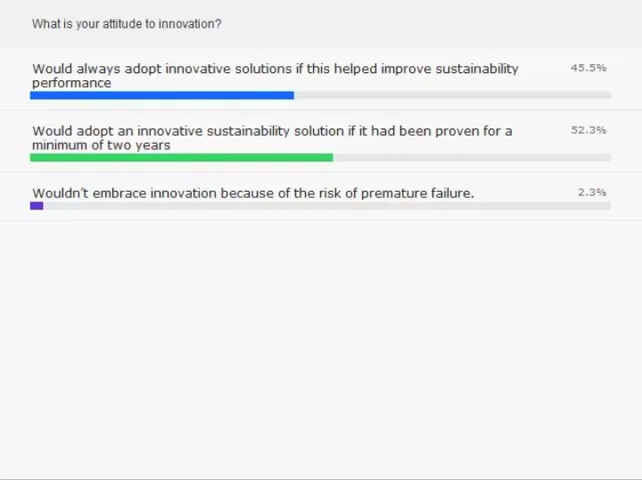 What is your attitude to innovation?
Would always adopt innovative solutions if this helped improve sustainability 45.5%
performance
Would adopt an innovative sustainability solution if it had been proven for a 52.3%
minimum of two years
Wouldn't embrace innovation because of the risk of premature failure. 2.3%